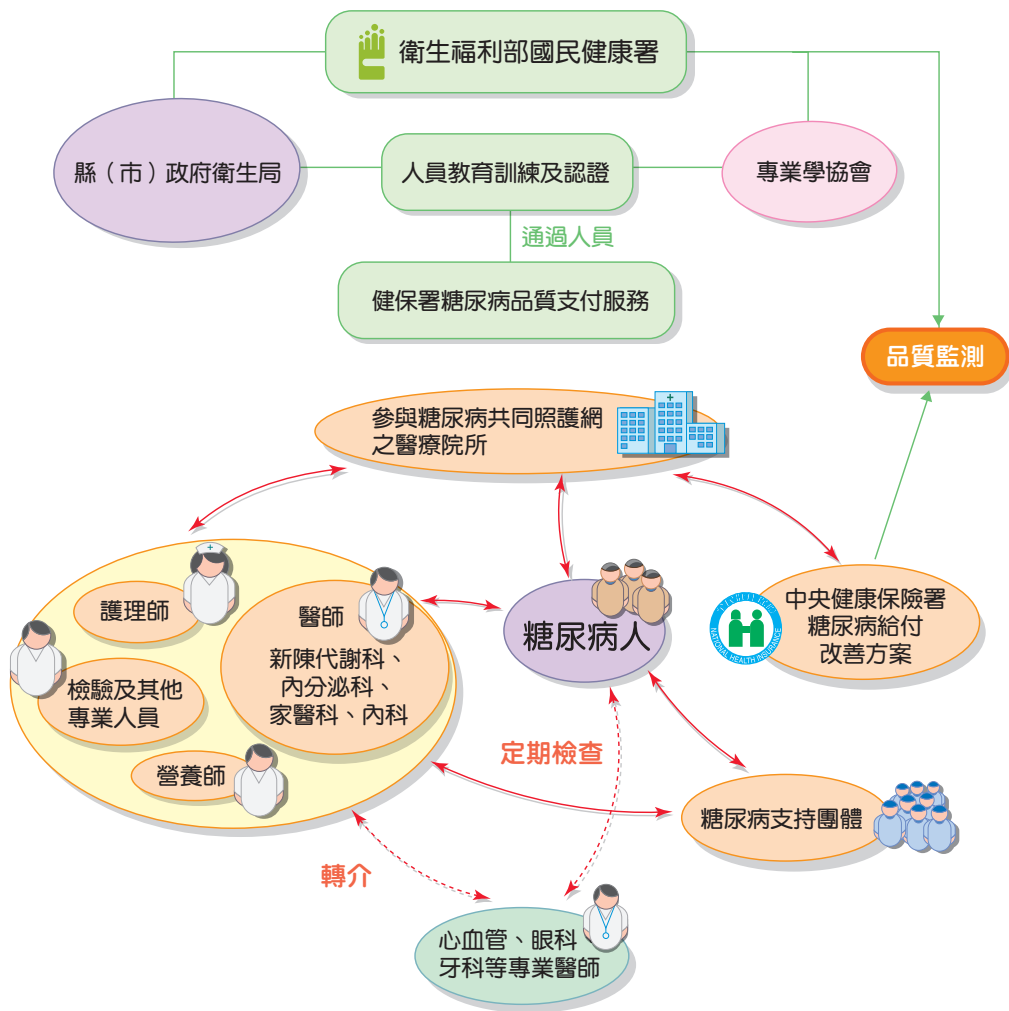 衛生福利部國民健康署
縣（市）政府衛生局
人員教育訓練及認證
專業學協會
通過人員
健保署糖尿病品質支付服務
品質監測
參與糖尿病共同照護網
之醫療院所
護理師
醫師
新陳代謝科、
內分泌科、
家醫科、內科
檢驗及其他
專業人員
營養師
糖尿病人
NATIONAL HEALTH INSURANCE
中央健康保險署
糖尿病給付
改善方案
定期檢查
糖尿病支持團體
轉介
心血管、眼科
牙科等專業醫師